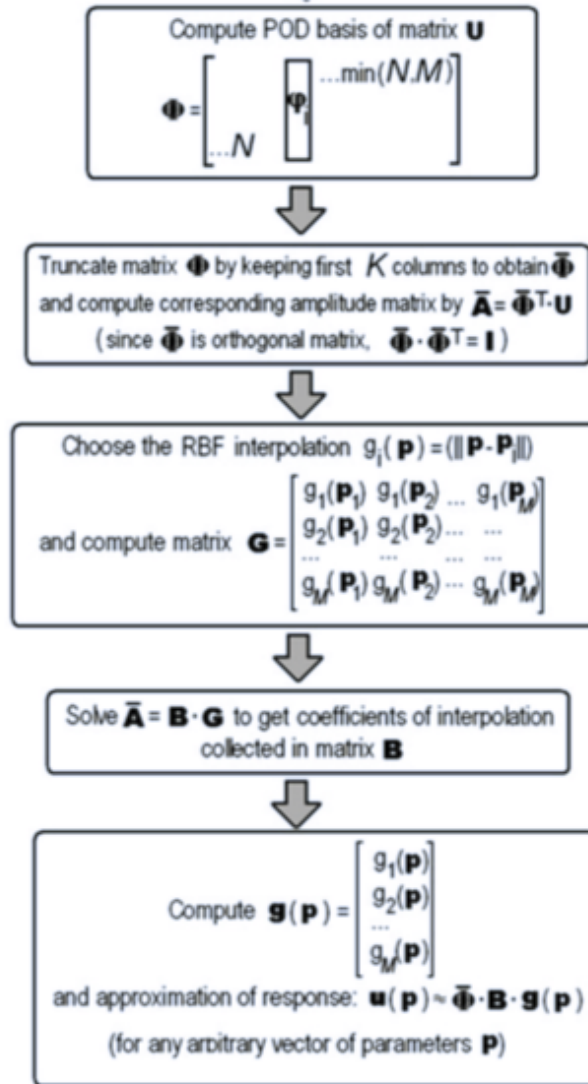 Compute POD basis of matrix U
Φ = [ φi ...min(N.M)
...N ]
Truncate matrix Φ by keeping first K columns to obtain Φ̄
and compute corresponding amplitude matrix by Ā = Φ̄ᵀ·U
(since Φ̄ is orthogonal matrix, Φ̄ · Φ̄ᵀ = I)
Choose the RBF interpolation gi(p) = (||p - pi||)
g1(p1) g1(p2) ... g1(pM)
and compute matrix G = g2(p1) g2(p2) ... ...
... ... ... ...
gM(p1) gM(p2) ... gM(pM)
Solve Ā = B · G to get coefficients of interpolation
collected in matrix B
g1(p)
Compute g(p) = g2(p)
...
gM(p)
and approximation of response: u(p) ≈ Φ̄ · B · g(p)
(for any arbitrary vector of parameters p)